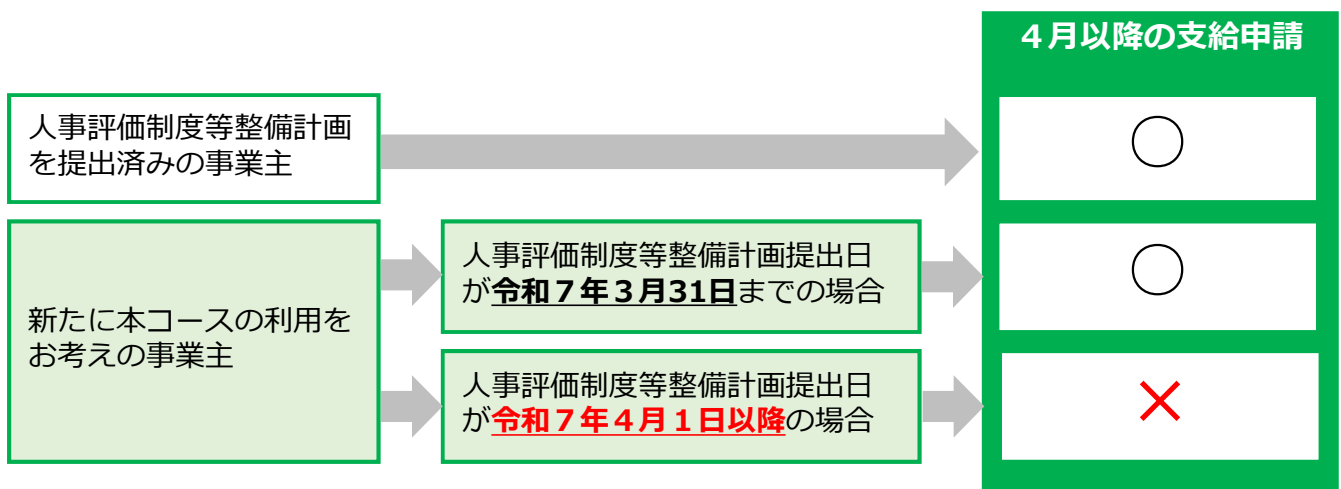 ４月以降の支給申請
人事評価制度等整備計画
を提出済みの事業主
○
新たに本コースの利用を
お考えの事業主
人事評価制度等整備計画提出日
が令和７年３月31日までの場合
○
人事評価制度等整備計画提出日
が令和７年４月１日以降の場合
×